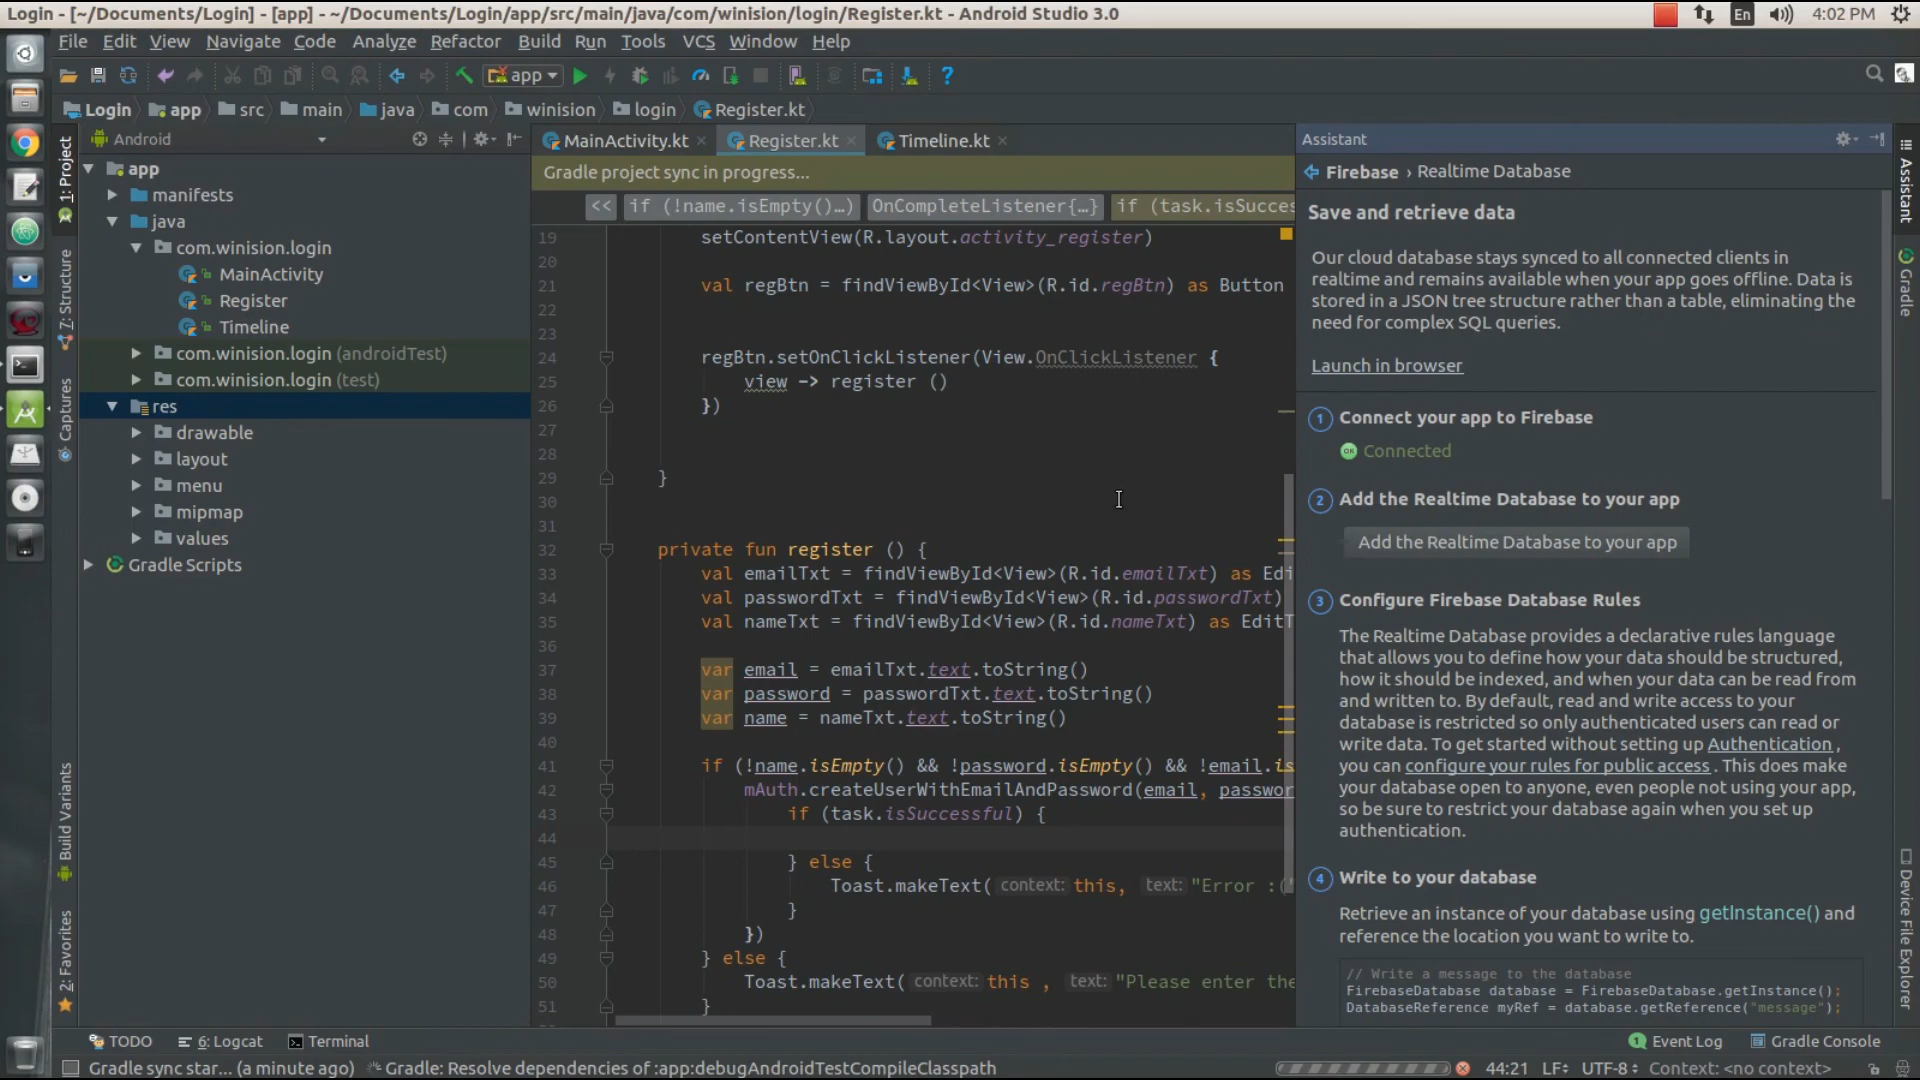 Login - [~/Documents/Login] - [app] - ~/Documents/Login/app/src/main/java/com/winision/login/Register.kt - Android Studio 3.0
En
4:02 PM
File Edit View Navigate Code Analyze Refactor Build Run Tools VCS Window Help
app
?
Login app src main java com winision login Register.kt
Android
MainActivity.kt Register.kt Timeline.kt
Gradle project sync in progress...
<< if (!name.isEmpty()...) OnCompleteListener{...} if (task.isSucces
1: Project
7: Structure
Captures
Build Variants
2: Favorites
app
manifests
java
com.winision.login
MainActivity
Register
Timeline
com.winision.login (androidTest)
com.winision.login (test)
res
drawable
layout
menu
mipmap
values
Gradle Scripts
19 setContentView(R.layout.activity_register)
20
21 val regBtn = findViewById<View>(R.id.regBtn) as Button
22
23
24 regBtn.setOnClickListener(View.OnClickListener {
25 view -> register ()
26 })
27
28
29 }
30
31
32 private fun register () {
33 val emailTxt = findViewById<View>(R.id.emailTxt) as Edi
34 val passwordTxt = findViewById<View>(R.id.passwordTxt)
35 val nameTxt = findViewById<View>(R.id.nameTxt) as EditT
36
37 var email = emailTxt.text.toString()
38 var password = passwordTxt.text.toString()
39 var name = nameTxt.text.toString()
40
41 if (!name.isEmpty() && !password.isEmpty() && !email.is
42 mAuth.createUserWithEmailAndPassword(email, passwor
43 if (task.isSuccessful) {
44
45 } else {
46 Toast.makeText( context: this, text: "Error :("
47 }
48 })
49 } else {
50 Toast.makeText( context: this , text: "Please enter the
51 }
Assistant
Firebase › Realtime Database
Save and retrieve data
Our cloud database stays synced to all connected clients in
realtime and remains available when your app goes offline. Data is
stored in a JSON tree structure rather than a table, eliminating the
need for complex SQL queries.
Launch in browser
1 Connect your app to Firebase
Connected
2 Add the Realtime Database to your app
Add the Realtime Database to your app
3 Configure Firebase Database Rules
The Realtime Database provides a declarative rules language
that allows you to define how your data should be structured,
how it should be indexed, and when your data can be read from
and written to. By default, read and write access to your
database is restricted so only authenticated users can read or
write data. To get started without setting up Authentication ,
you can configure your rules for public access . This does make
your database open to anyone, even people not using your app,
so be sure to restrict your database again when you set up
authentication.
4 Write to your database
Retrieve an instance of your database using getInstance() and
reference the location you want to write to.
// Write a message to the database
FirebaseDatabase database = FirebaseDatabase.getInstance();
DatabaseReference myRef = database.getReference("message");
Assistant
Gradle
Device File Explorer
TODO 6: Logcat Terminal
1 Event Log Gradle Console
Gradle sync star... (a minute ago) Gradle: Resolve dependencies of :app:debugAndroidTestCompileClasspath
44:21 LF÷ UTF-8÷ Context: <no context>